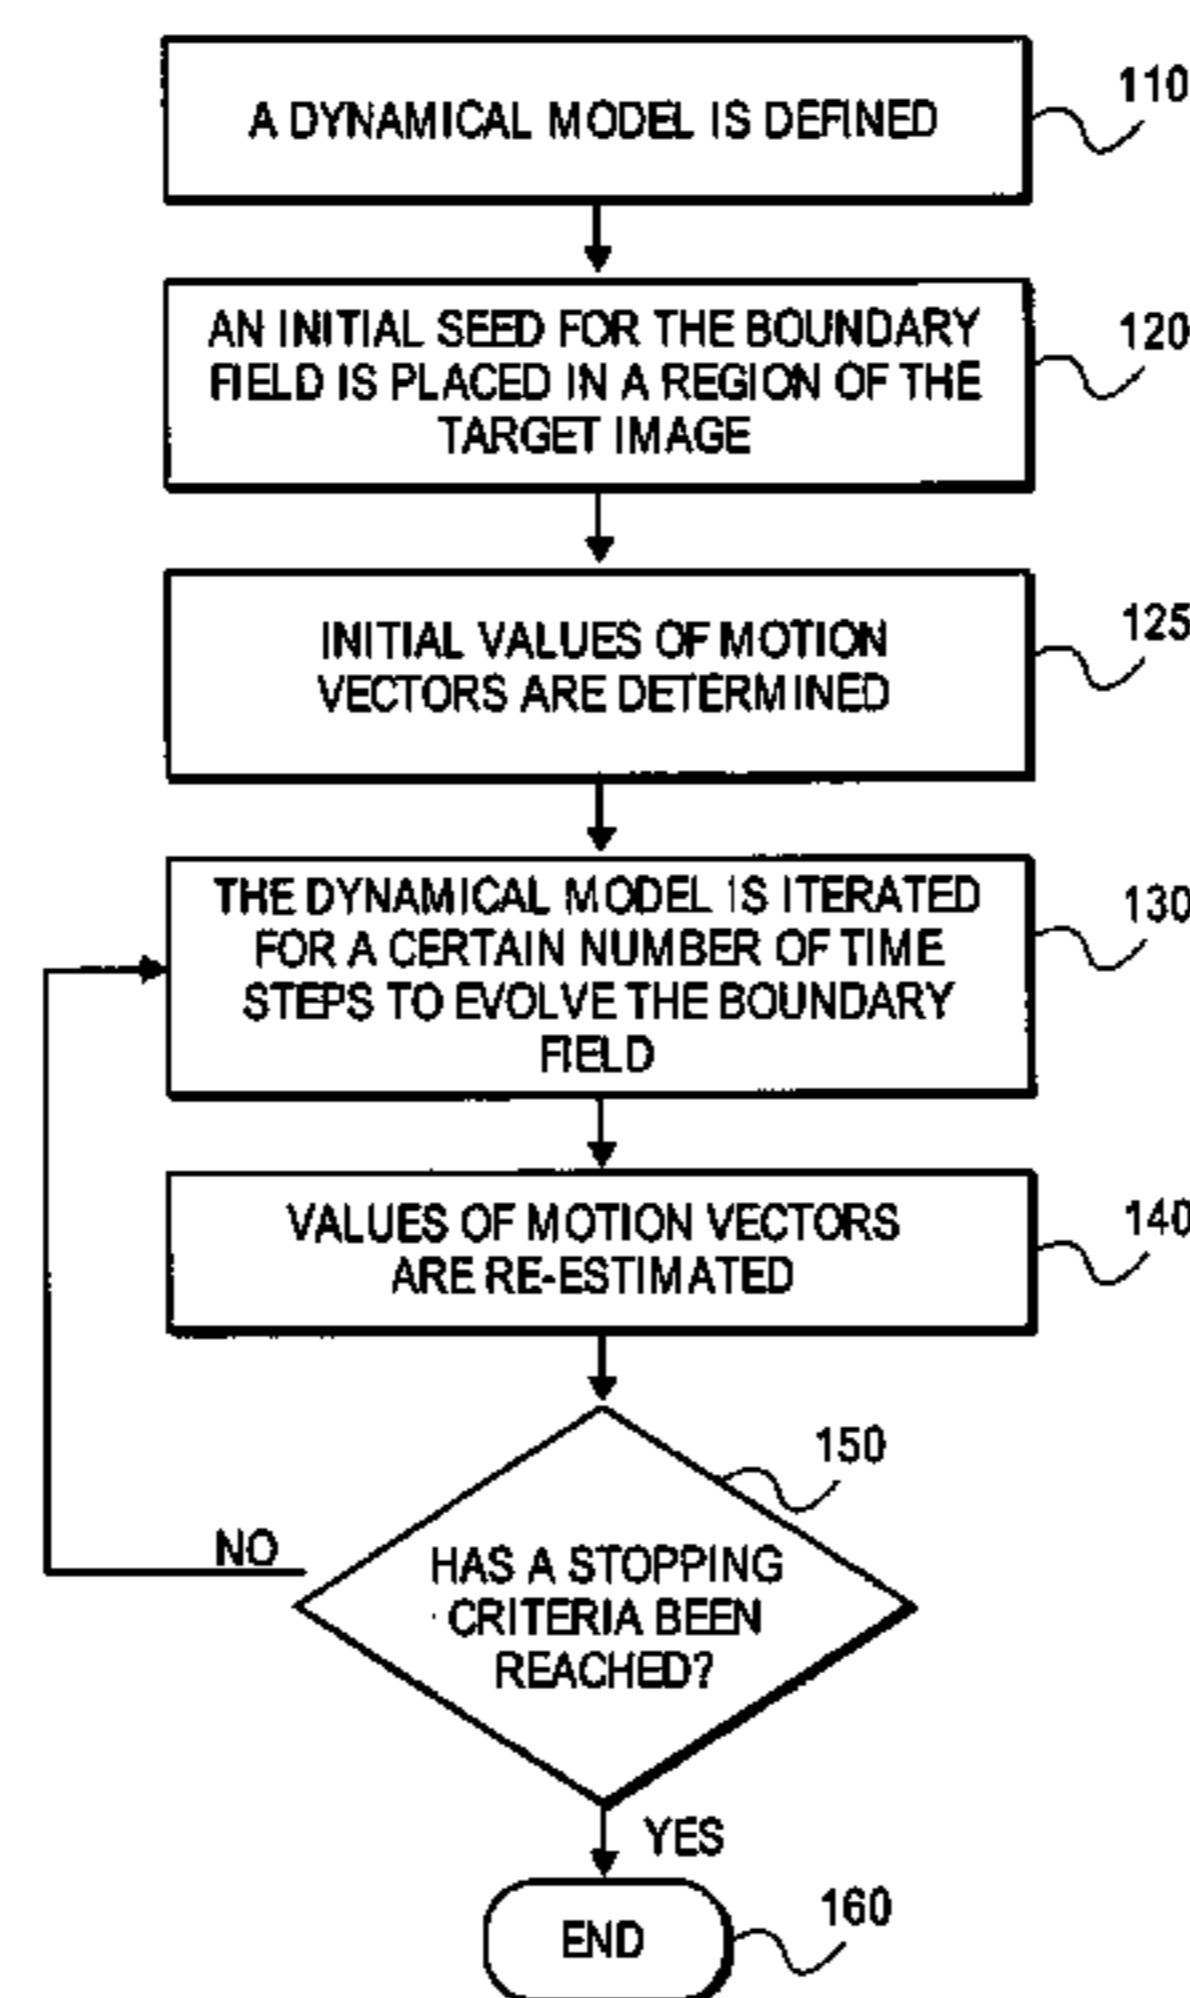 A DYNAMICAL MODEL IS DEFINED
110
AN INITIAL SEED FOR THE BOUNDARY
FIELD IS PLACED IN A REGION OF THE
TARGET IMAGE
120
INITIAL VALUES OF MOTION
VECTORS ARE DETERMINED
125
THE DYNAMICAL MODEL IS ITERATED
FOR A CERTAIN NUMBER OF TIME
STEPS TO EVOLVE THE BOUNDARY
FIELD
130
VALUES OF MOTION VECTORS
ARE RE-ESTIMATED
140
150
NO
HAS A STOPPING
CRITERIA BEEN
REACHED?
YES
END
160